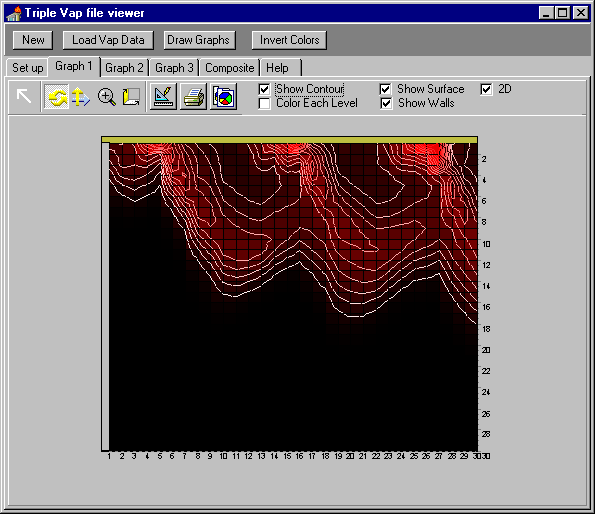 Triple Vap file viewer
New Load Vap Data Draw Graphs Invert Colors
Set up Graph 1 Graph 2 Graph 3 Composite Help
Show Contour Show Surface 2D
Color Each Level Show Walls
2
4
6
8
10
12
14
16
18
20
22
24
26
28
30
1 2 3 4 5 6 7 8 9 10 11 12 13 14 15 16 17 18 19 20 21 22 23 24 25 26 27 28 29 30